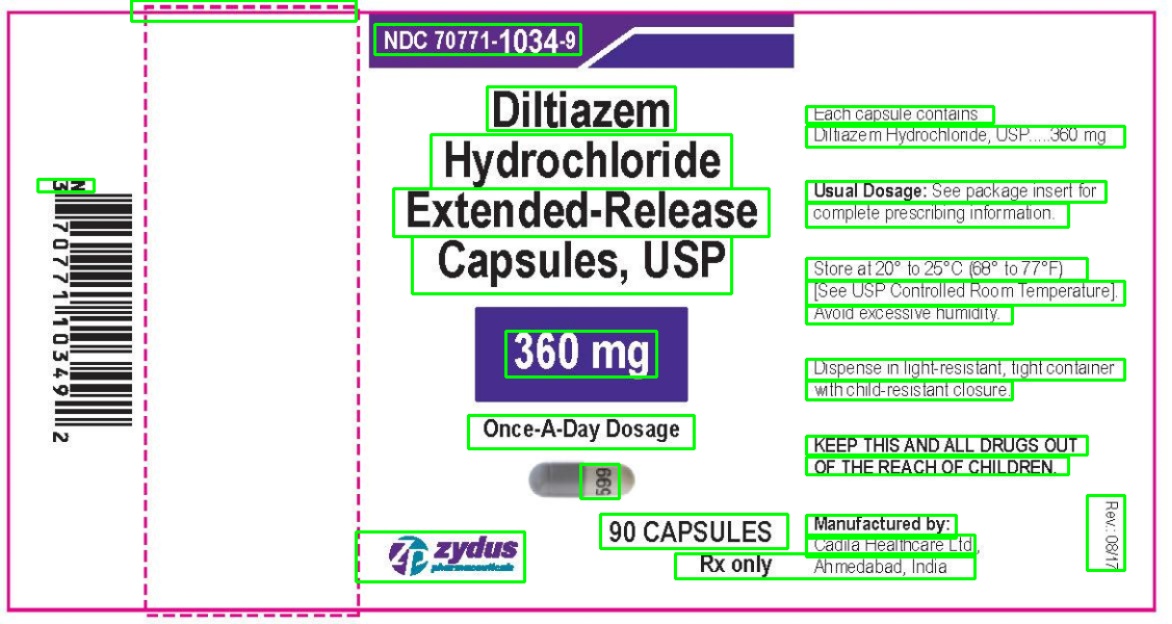 NDC 70771-1034-9
Diltiazem
Hydrochloride
Extended-Release
Capsules, USP
360 mg
Once-A-Day Dosage
599
90 CAPSULES
Rx only
zydus
pharmaceuticals
Each capsule contains
Diltiazem Hydrochloride, USP.....360 mg
Usual Dosage: See package insert for
complete prescribing information.
Store at 20° to 25°C (68° to 77°F)
[See USP Controlled Room Temperature].
Avoid excessive humidity.
Dispense in light-resistant, tight container
with child-resistant closure.
KEEP THIS AND ALL DRUGS OUT
OF THE REACH OF CHILDREN.
Manufactured by:
Cadila Healthcare Ltd.,
Ahmedabad, India
Rev.: 08/17
N
3 70771 10349 2